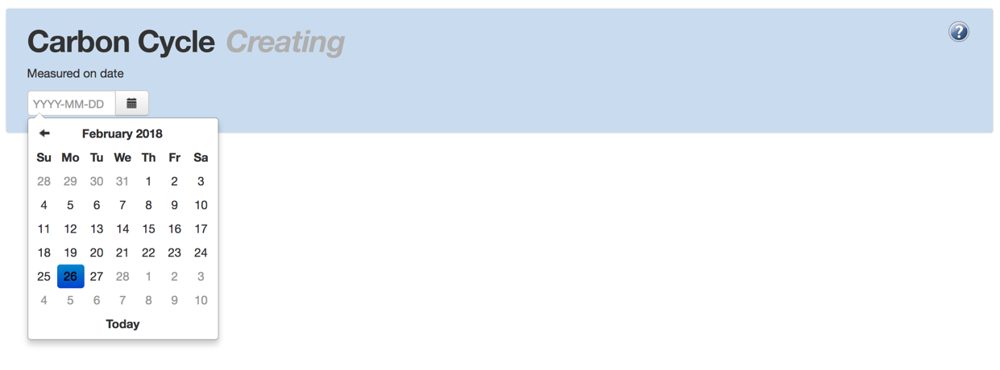 Carbon Cycle Creating
?
Measured on date
YYYY-MM-DD
February 2018
Su Mo Tu We Th Fr Sa
28 29 30 31 1 2 3
4 5 6 7 8 9 10
11 12 13 14 15 16 17
18 19 20 21 22 23 24
25 26 27 28 1 2 3
4 5 6 7 8 9 10
Today